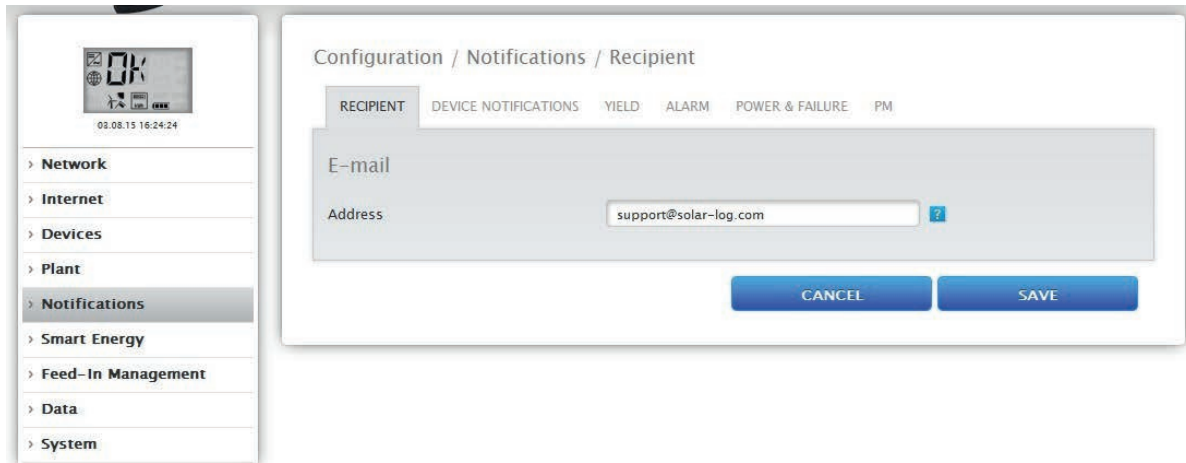 OK
03.08.15 16:24:24
› Network
› Internet
› Devices
› Plant
› Notifications
› Smart Energy
› Feed-In Management
› Data
› System
Configuration / Notifications / Recipient
RECIPIENT DEVICE NOTIFICATIONS YIELD ALARM POWER & FAILURE PM
E-mail
Address support@solar-log.com ?
CANCEL SAVE